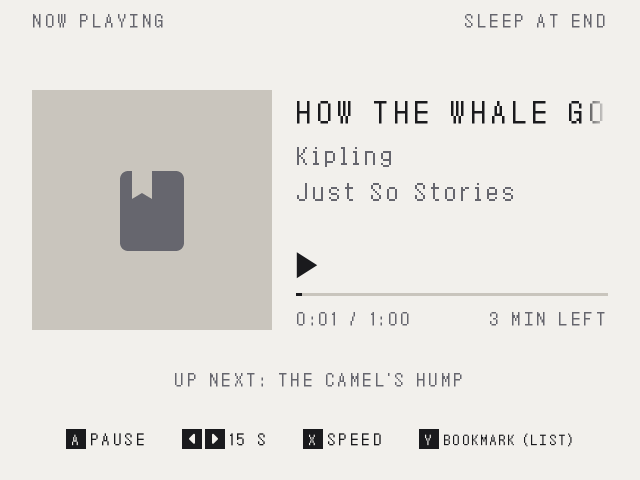 NOW PLAYING
SLEEP AT END
HOW THE WHALE GO
Kipling
Just So Stories
0:01 / 1:00
3 MIN LEFT
UP NEXT: THE CAMEL'S HUMP
A PAUSE 15 S X SPEED Y BOOKMARK (LIST)